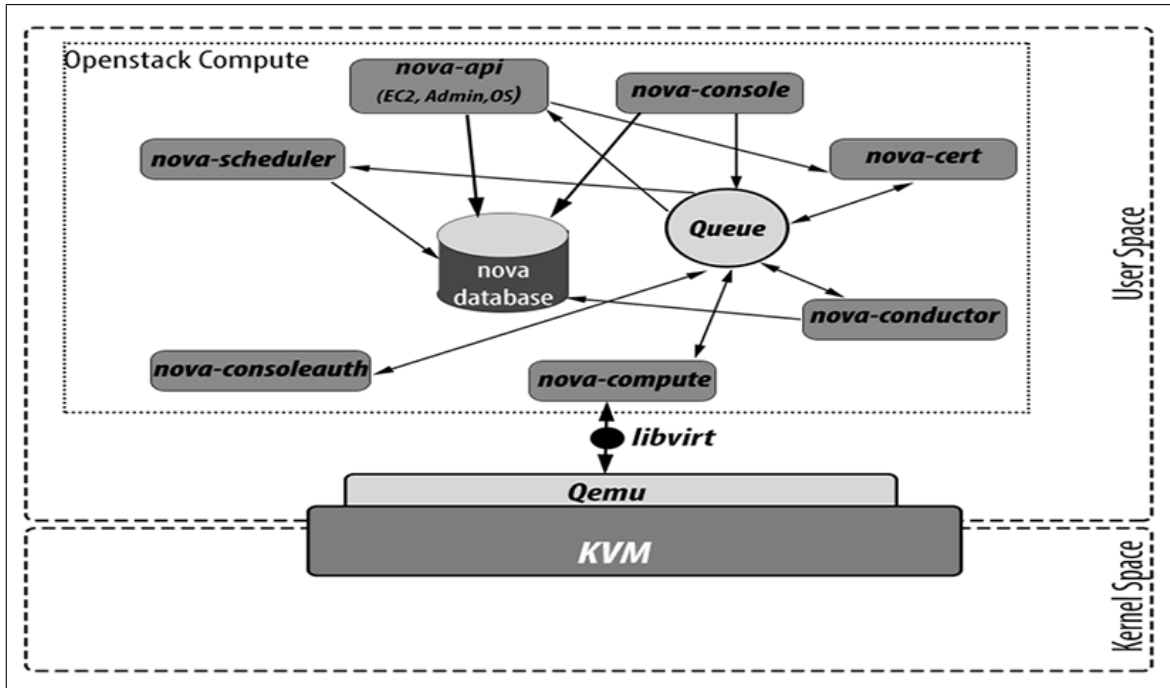 Openstack Compute
nova-api
(EC2, Admin,OS)
nova-console
nova-scheduler
nova-cert
Queue
nova
database
nova-conductor
nova-consoleauth
nova-compute
libvirt
Qemu
KVM
User Space
Kernel Space